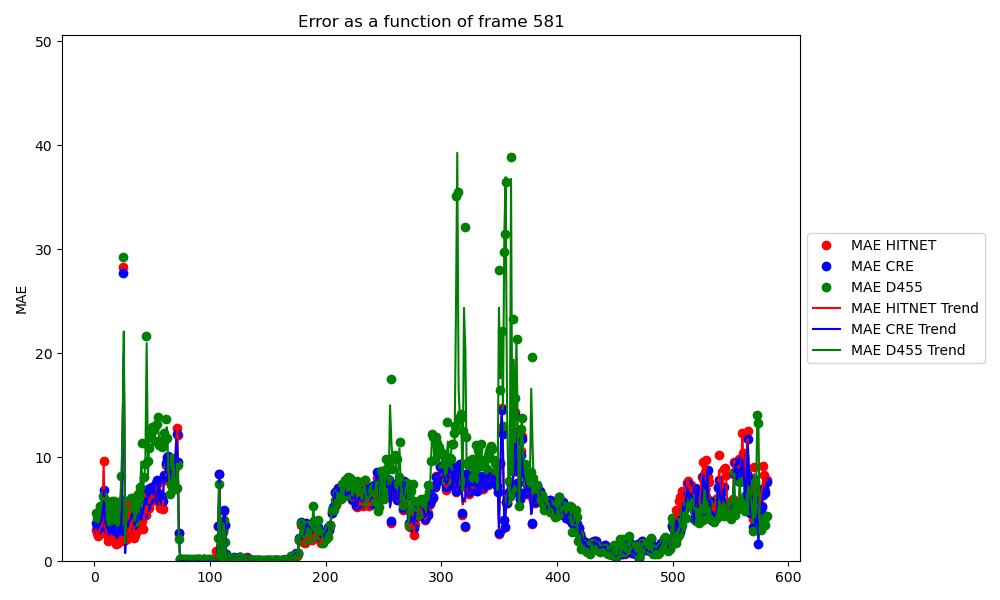 Error as a function of frame 581
MAE
50
40
30
20
10
0
0
100
200
300
400
500
600
MAE HITNET
MAE CRE
MAE D455
MAE HITNET Trend
MAE CRE Trend
MAE D455 Trend